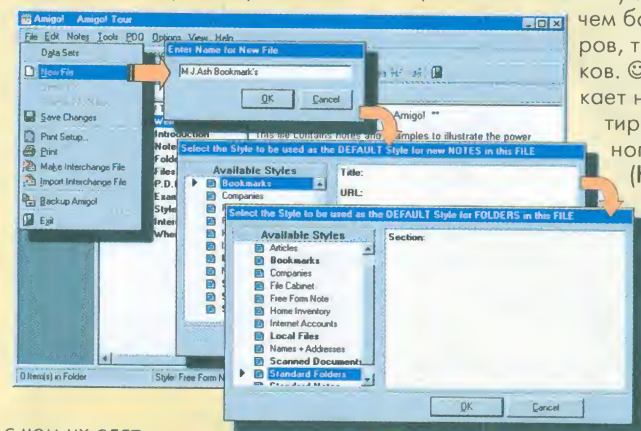 Amigo! Amigo! Tour
File Edit Notes Tools PDQ Options View Help
Data Sets
New File
Save Changes
Print Setup...
Print
Make Interchange File
Import Interchange File
Backup Amigo!
Exit
Enter Name for New File
M.J.Ash Bookmark's
OK Cancel
Amigo! **
Introduction This file contains notes and examples to illustrate the power
Select the Style to be used as the DEFAULT Style for new NOTES in this FILE
Available Styles
Bookmarks
Companies
Title:
URL:
Select the Style to be used as the DEFAULT Style for FOLDERS in this FILE
Available Styles
Articles
Bookmarks
Companies
File Cabinet
Free Form Note
Home Inventory
Internet Accounts
Local Files
Names + Addresses
Scanned Documents
Standard Folders
Standard Notes
Section:
OK Cancel
0 Item(s) in Folder
Style: Free Form N
чем бо
ров, т
ков. ☺
кает н
тир
ног
(